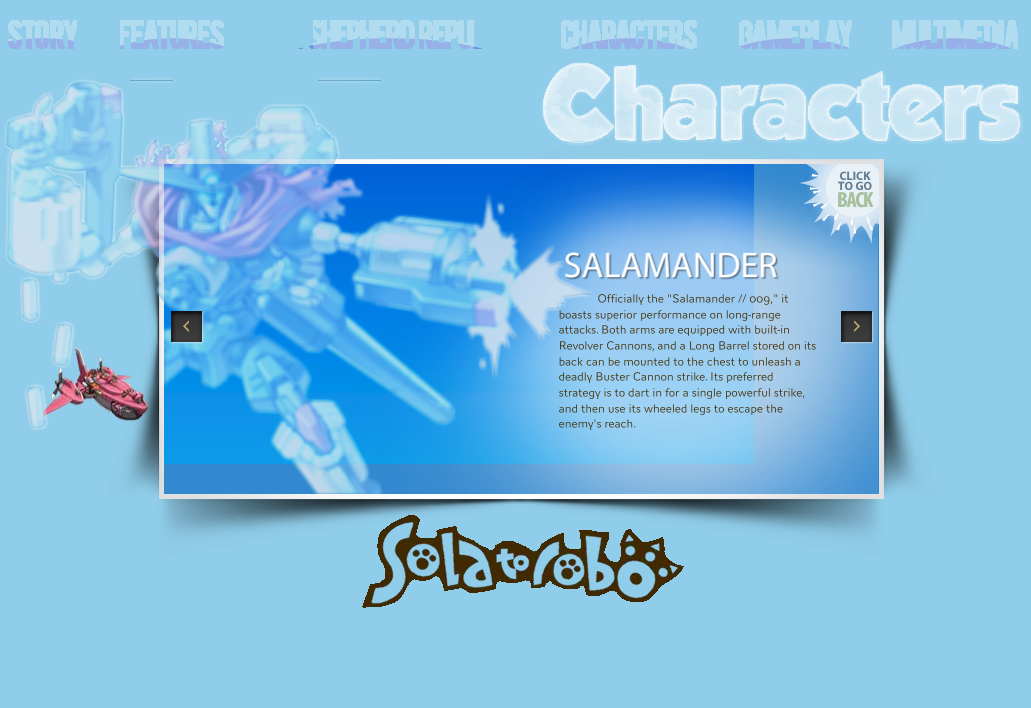 STORY FEATURES SHEPHERD REPU CHARACTERS GAMEPLAY MULTIMEDIA
Characters
CLICK
TO GO
BACK
SALAMANDER
Officially the "Salamander // 009," it
boasts superior performance on long-range
attacks. Both arms are equipped with built-in
Revolver Cannons, and a Long Barrel stored on its
back can be mounted to the chest to unleash a
deadly Buster Cannon strike. Its preferred
strategy is to dart in for a single powerful strike,
and then use its wheeled legs to escape the
enemy's reach.
Solatorobo